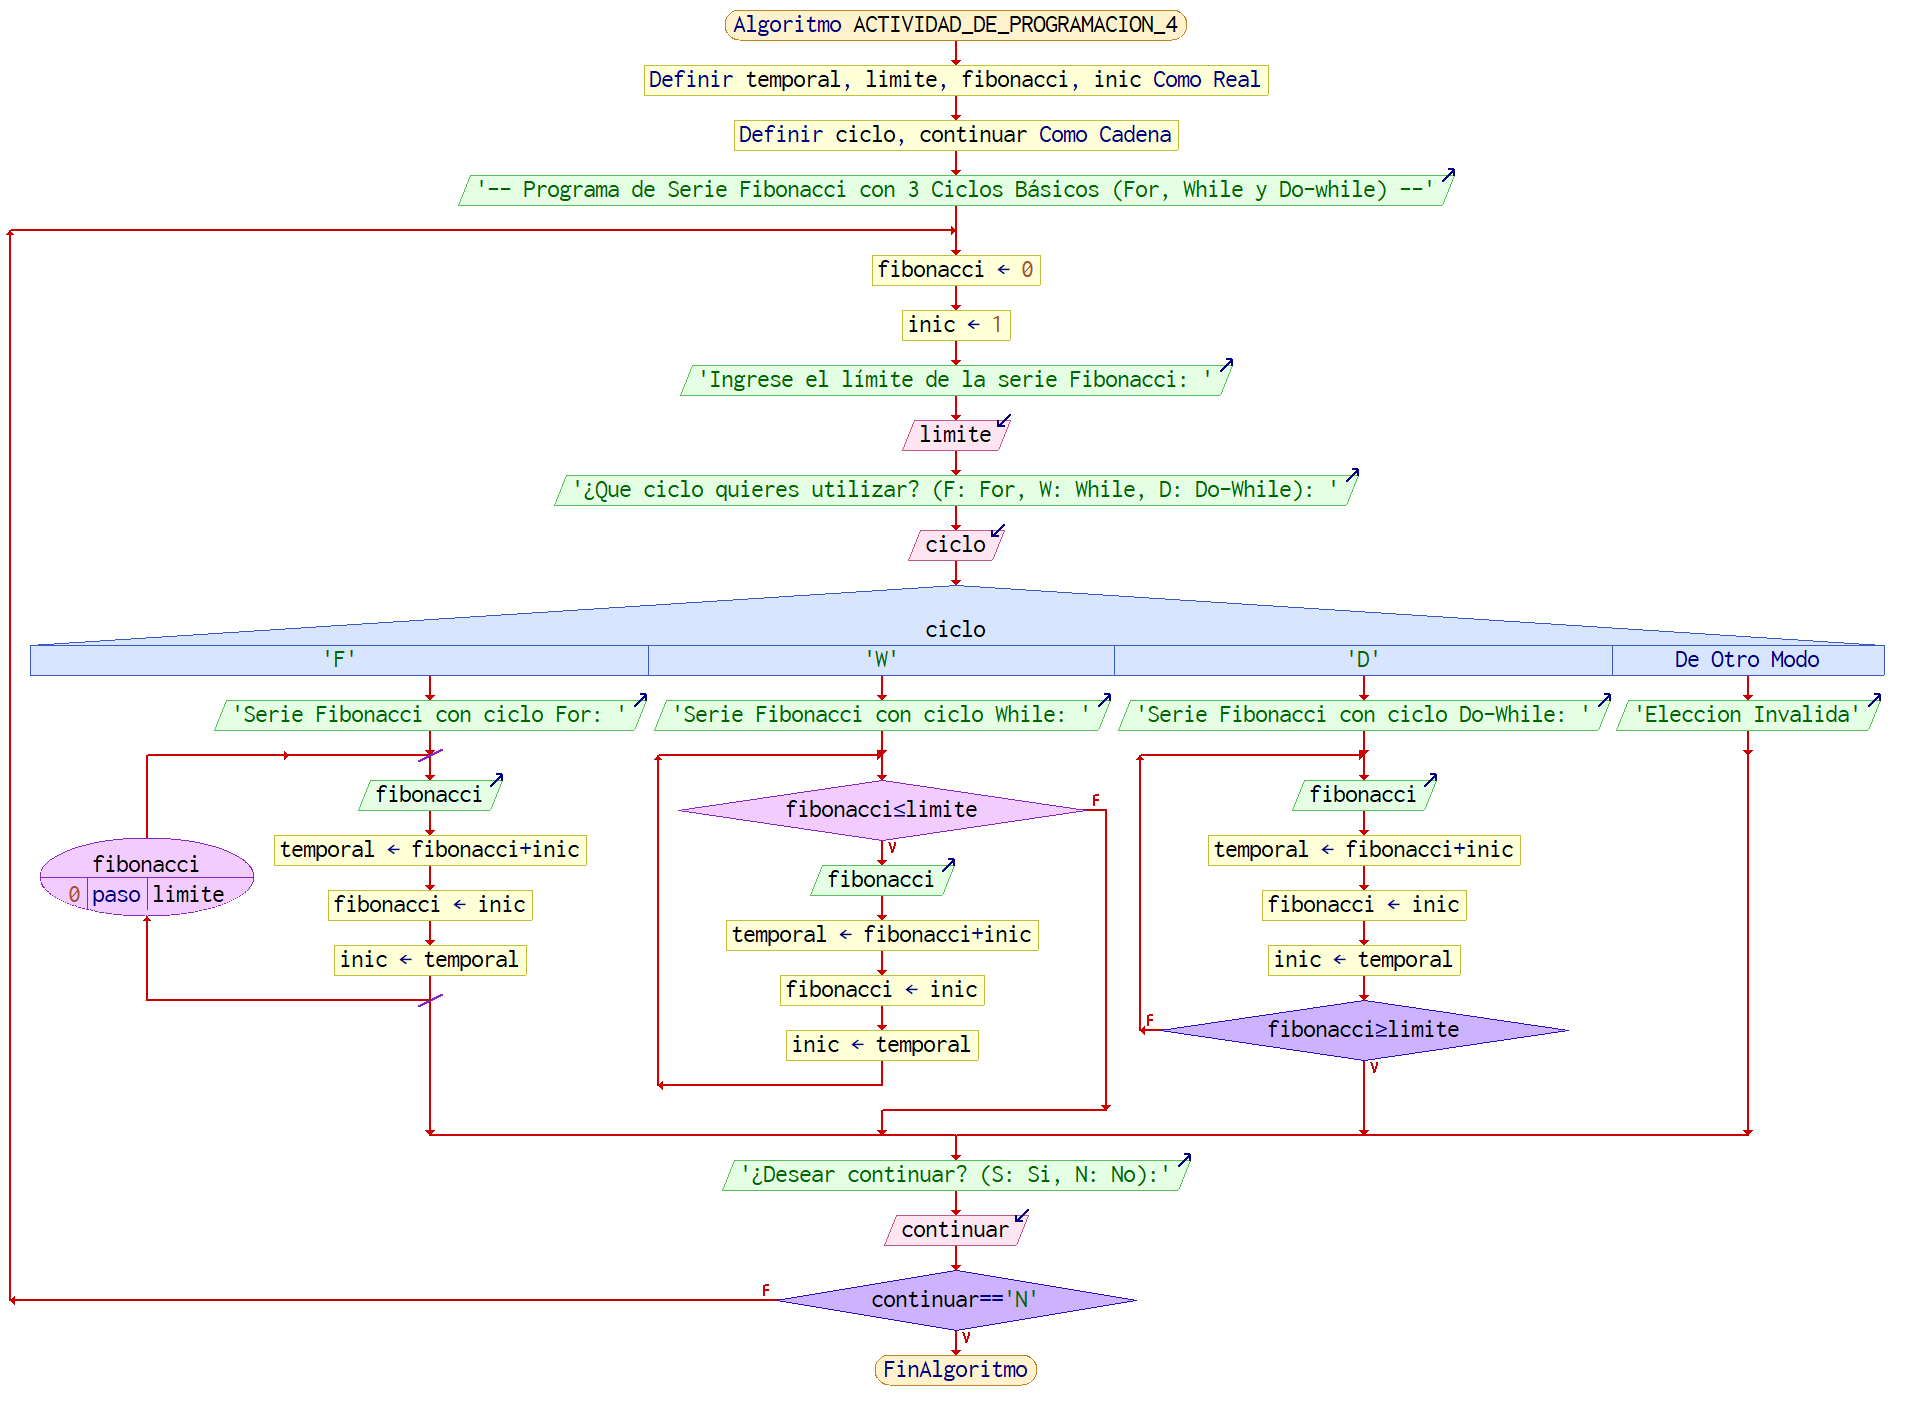 Algoritmo ACTIVIDAD_DE_PROGRAMACION_4
Definir temporal, limite, fibonacci, inic Como Real
Definir ciclo, continuar Como Cadena
'-- Programa de Serie Fibonacci con 3 Ciclos Básicos (For, While y Do-while) --'
fibonacci ← 0
inic ← 1
'Ingrese el límite de la serie Fibonacci: '
limite
'¿Que ciclo quieres utilizar? (F: For, W: While, D: Do-While): '
ciclo
ciclo
'F'
'W'
'D'
De Otro Modo
'Serie Fibonacci con ciclo For: '
fibonacci
0 paso limite
fibonacci
temporal ← fibonacci+inic
fibonacci ← inic
inic ← temporal
'Serie Fibonacci con ciclo While: '
fibonacci≤limite
F
V
fibonacci
temporal ← fibonacci+inic
fibonacci ← inic
inic ← temporal
'Serie Fibonacci con ciclo Do-While: '
fibonacci
temporal ← fibonacci+inic
fibonacci ← inic
inic ← temporal
fibonacci≥limite
F
V
'Eleccion Invalida'
'¿Desear continuar? (S: Si, N: No):'
continuar
continuar=='N'
F
V
FinAlgoritmo